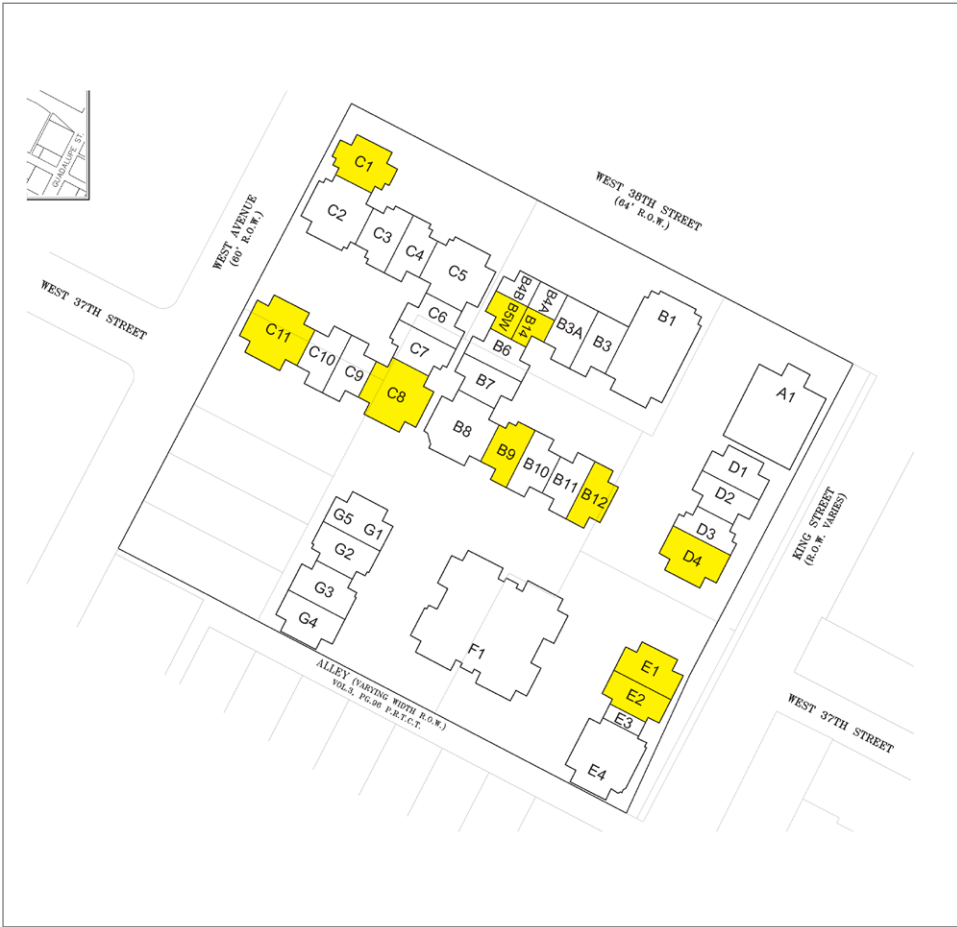 QUADALUPE ST.
WEST AVENUE
(60' R.O.W.)
WEST 38TH STREET
(64' R.O.W.)
WEST 37TH STREET
C1
C2
C3
C4
C5
C6
C7
C8
C9
C10
C11
B4B
B4A
B5W
B14
B3A
B3
B1
B6
B7
B8
B9
B10
B11
B12
A1
D1
D2
D3
D4
KING STREET
(R.O.W. VARIES)
G5
G1
G2
G3
G4
F1
E1
E2
E3
E4
ALLEY (VARYING WIDTH R.O.W.)
VOL.3, PG.96 P.R.T.C.T.
WEST 37TH STREET